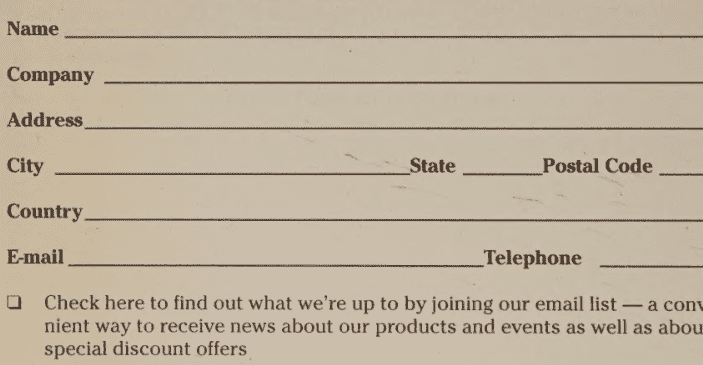 Name
Company
Address
City State Postal Code
Country
E-mail Telephone
❑ Check here to find out what we're up to by joining our email list — a conv
nient way to receive news about our products and events as well as abou
special discount offers